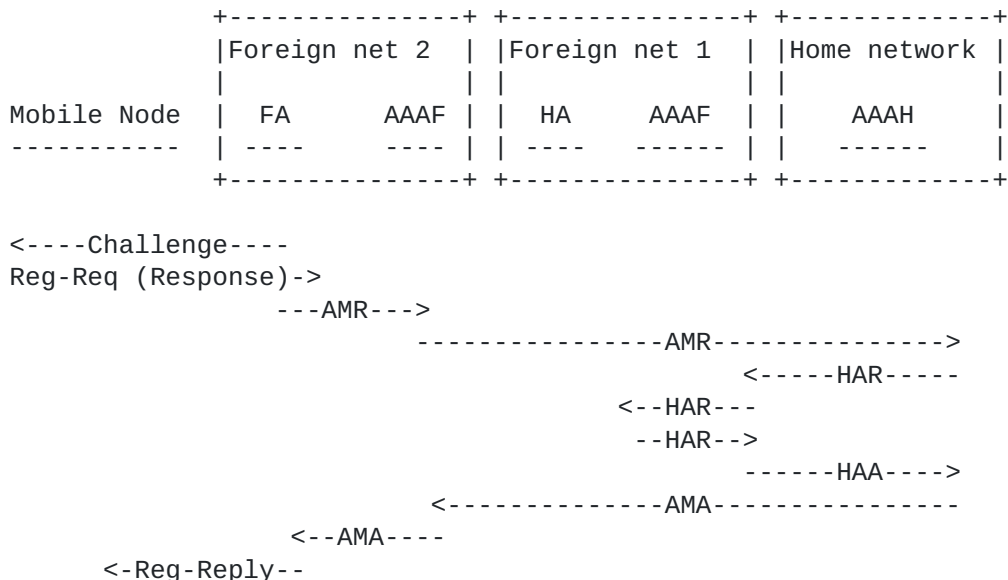 +---------------+ +---------------+ +-------------+
|Foreign net 2  | |Foreign net 1  | |Home network |
|               | |               | |             |
Mobile Node  |  FA      AAAF | |  HA     AAAF  | |    AAAH     |
-----------  | ----     ---- | | ----   ------ | |   ------    |
+---------------+ +---------------+ +-------------+
<----Challenge----
Reg-Req (Response)->
---AMR--->
----------------AMR--------------->
<-----HAR-----
<--HAR---
--HAR-->
------HAA---->
<--------------AMA----------------
<--AMA----
<-Reg-Reply--